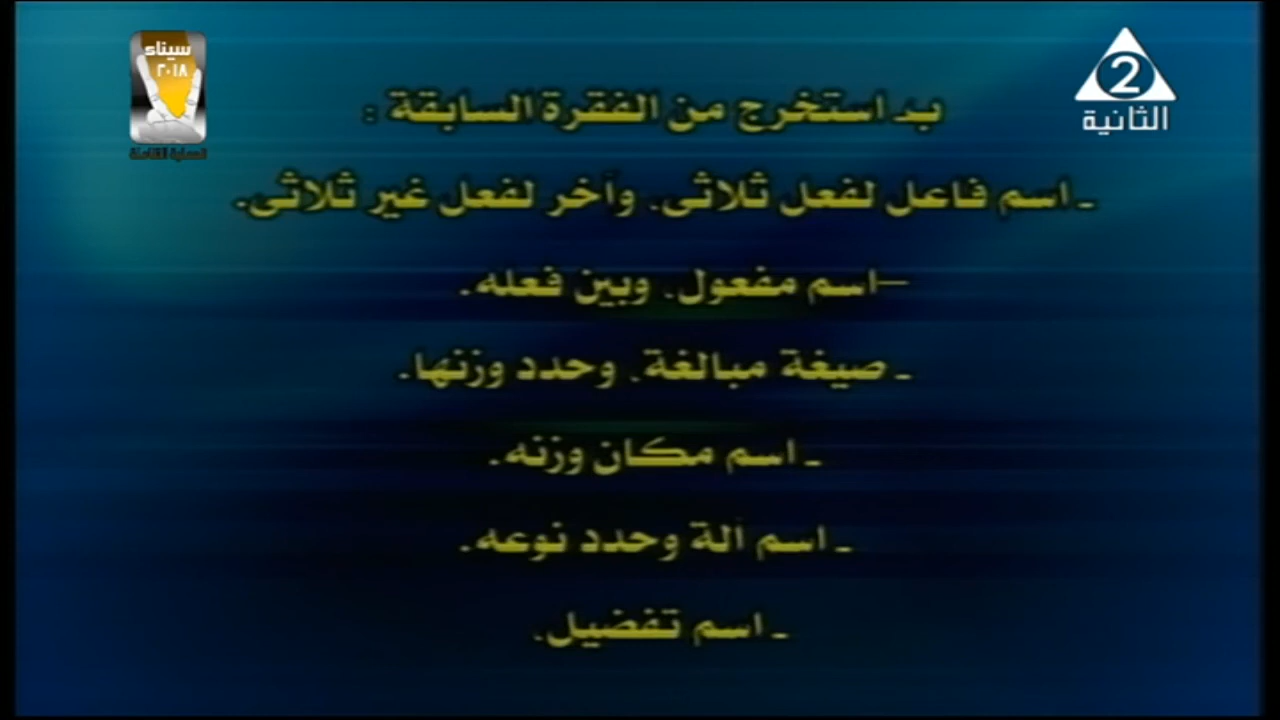 سيناء
٢٠١٨
2
الثانية
بـ استخرج من الفقرة السابقة :
ـ اسم فاعل لفعل ثلاثى، وآخر لفعل غير ثلاثى.
–اسم مفعول، وبين فعله.
ـ صيغة مبالغة، وحدد وزنها.
ـ اسم مكان وزنه.
ـ اسم آلة وحدد نوعه.
ـ اسم تفضيل.